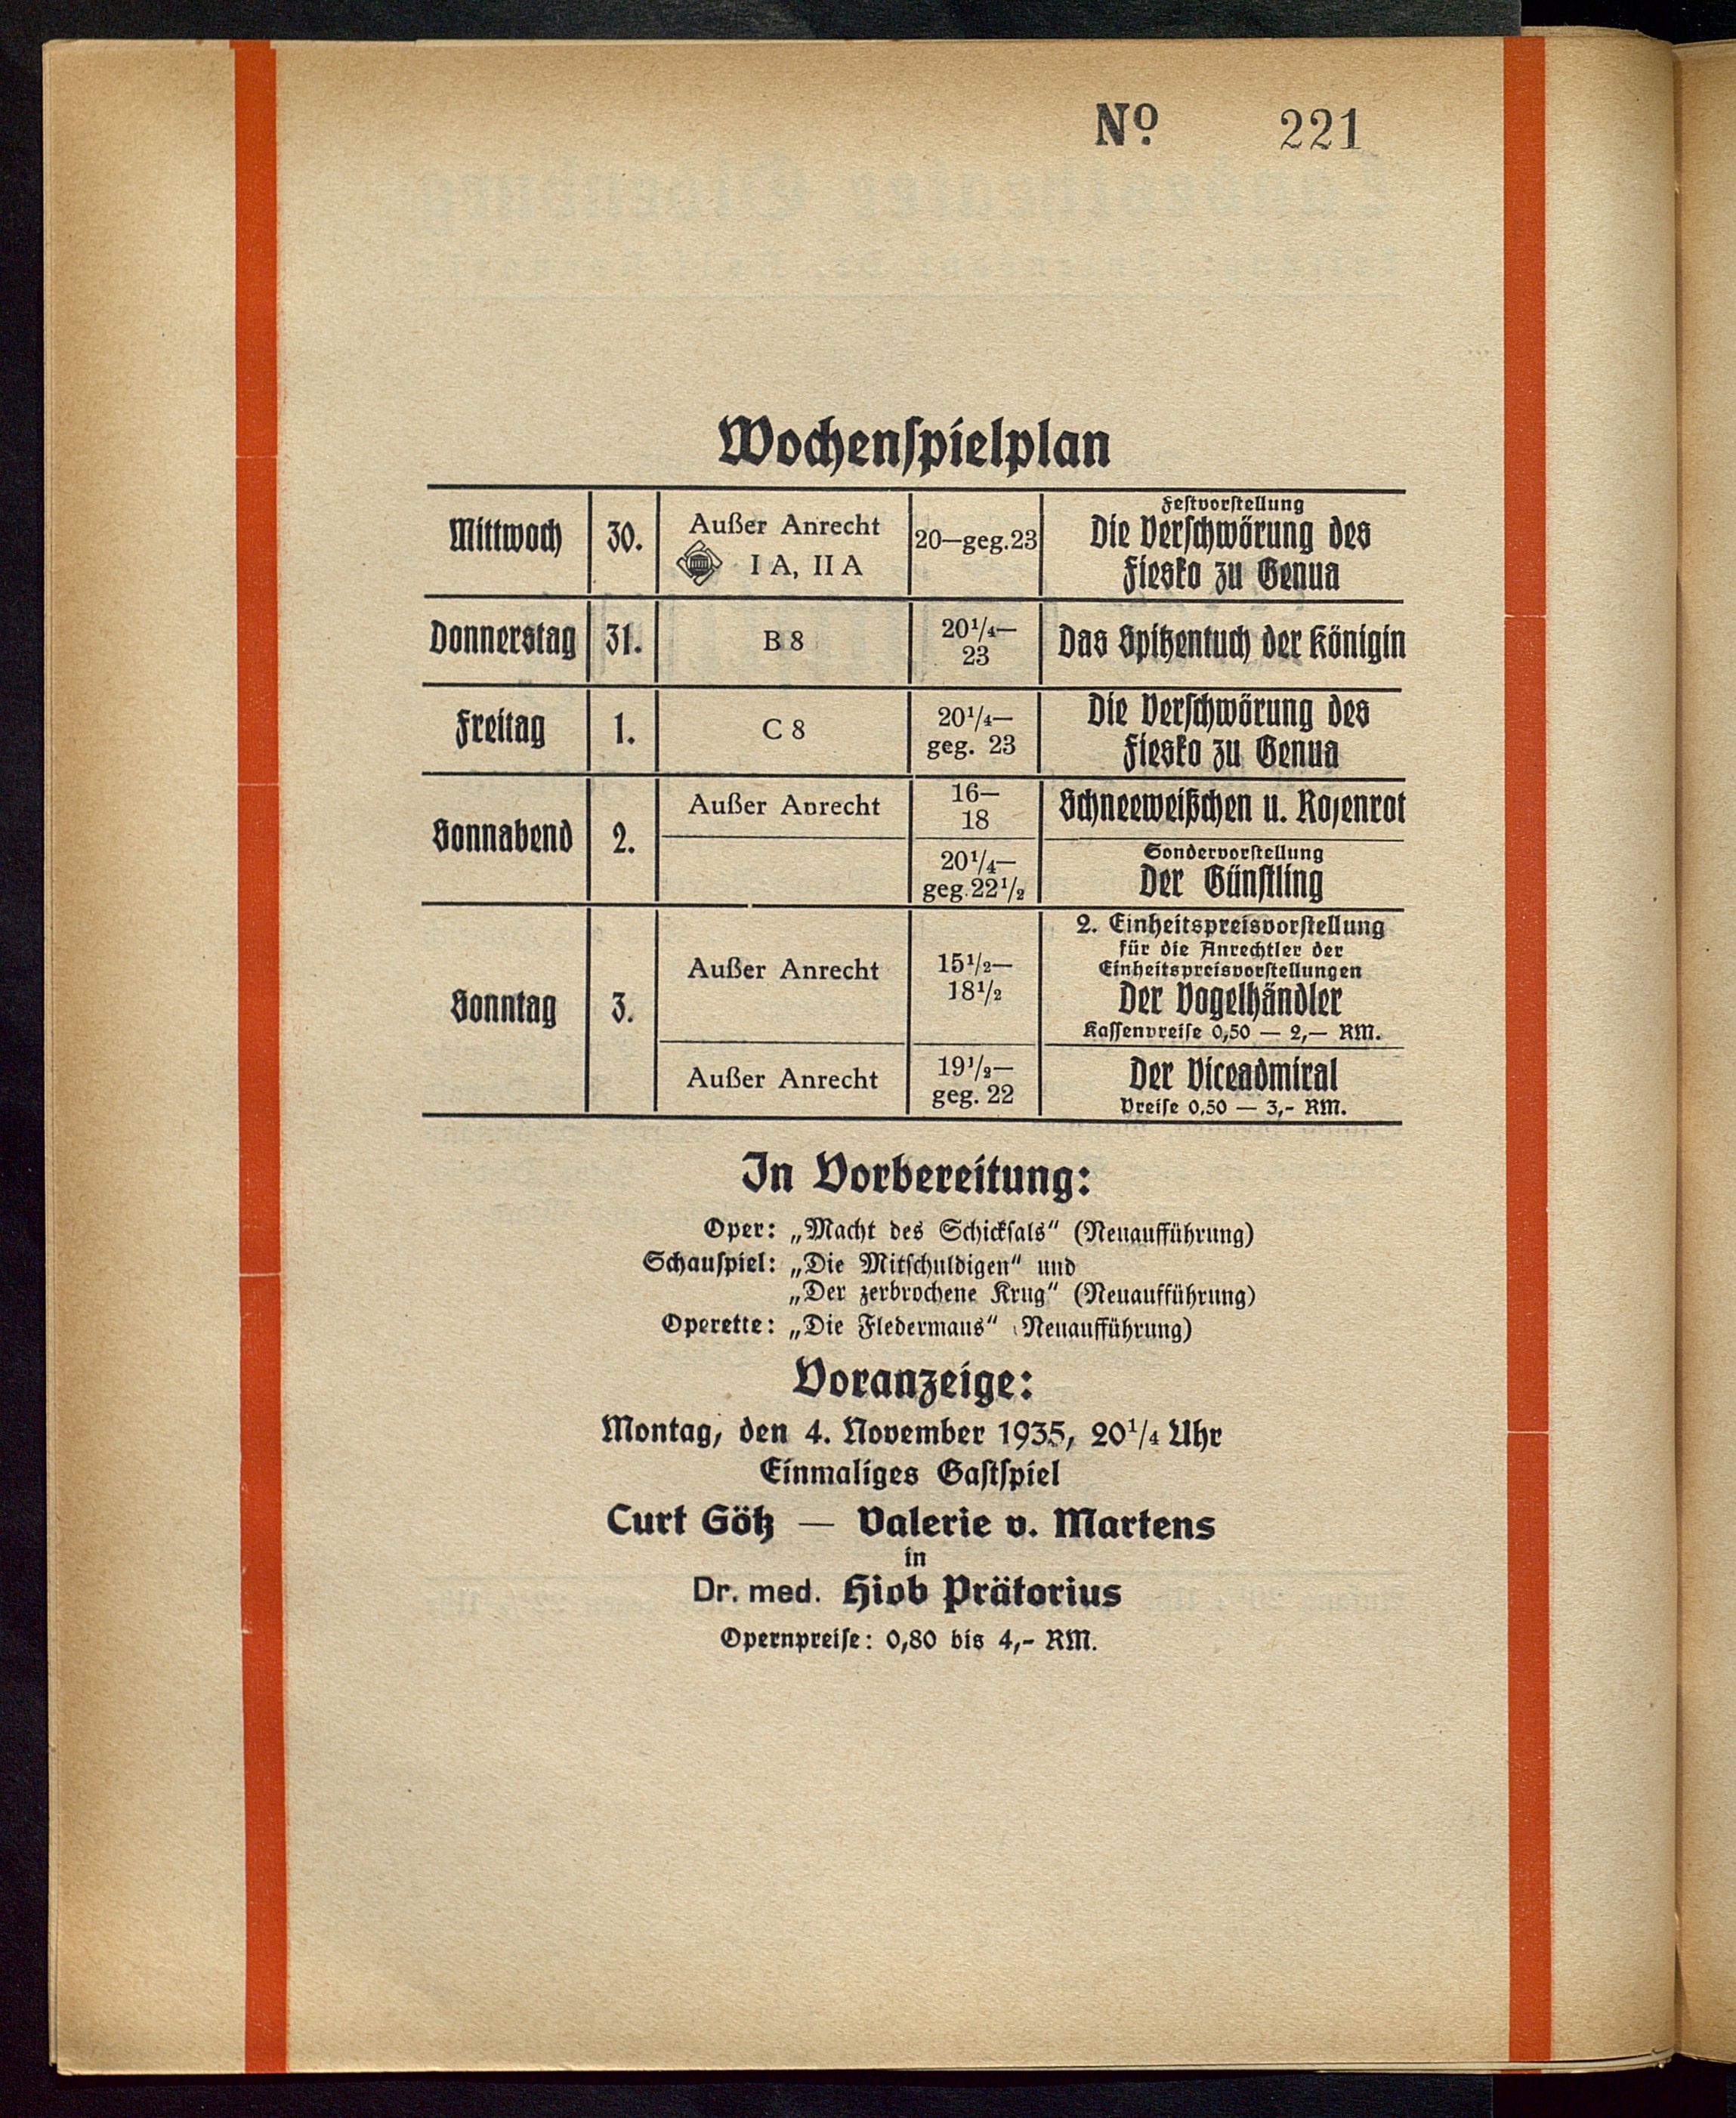 No. 221
Wochenspielplan
Mittwoch 30. Außer Anrecht I A, II A 20—geg.23 Festvorstellung
Die Verschwörung des
Fiesko zu Genua
Donnerstag 31. B 8 20¹/₄—
23 Das Spitzentuch der Königin
Freitag 1. C 8 20¹/₄—
geg. 23 Die Verschwörung des
Fiesko zu Genua
Sonnabend 2. Außer Anrecht 16—
18 Schneeweißchen u. Rosenrot
20¹/₄—
geg.22¹/₂ Sondervorstellung
Der Günstling
Sonntag 3. Außer Anrecht 15¹/₂—
18¹/₂ 2. Einheitspreisvorstellung
für die Anrechtler der
Einheitspreisvorstellungen
Der Vogelhändler
Kassenpreise 0,50 — 2,— RM.
Außer Anrecht 19¹/₂—
geg. 22 Der Viceadmiral
Preise 0,50 — 3,- RM.
In Vorbereitung:
Oper: „Macht des Schicksals“ (Neuaufführung)
Schauspiel: „Die Mitschuldigen“ und
„Der zerbrochene Krug“ (Neuaufführung)
Operette: „Die Fledermaus“ (Neuaufführung)
Voranzeige:
Montag, den 4. November 1935, 20¹/₄ Uhr
Einmaliges Gastspiel
Curt Götz — Valerie v. Martens
in
Dr. med. Hiob Prätorius
Opernpreise: 0,80 bis 4,- RM.